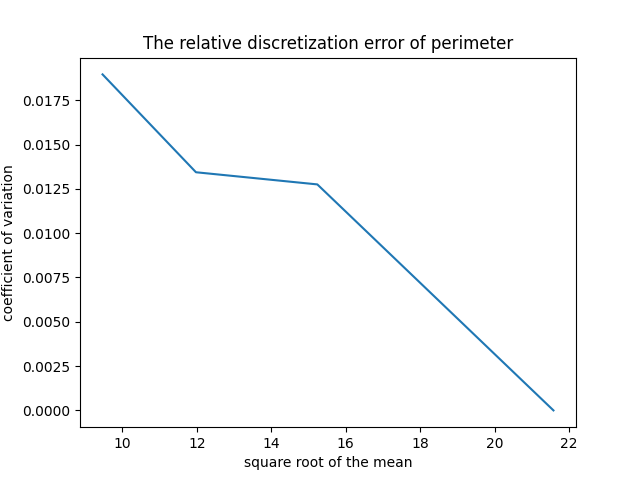 The relative discretization error of perimeter
0.0175
0.0150
0.0125
0.0100
0.0075
0.0050
0.0025
0.0000
coefficient of variation
10 12 14 16 18 20 22
square root of the mean